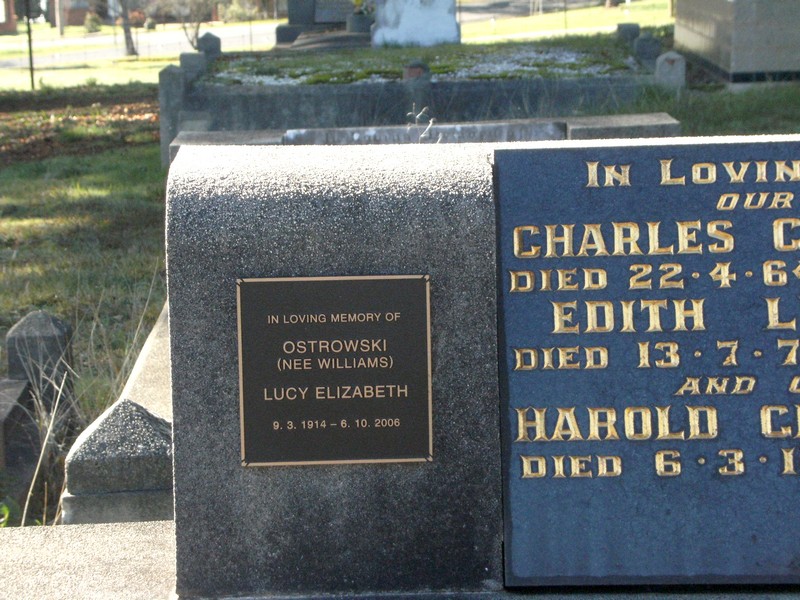 IN LOVING MEMORY OF
OSTROWSKI
(NEE WILLIAMS)
LUCY ELIZABETH
9. 3. 1914 – 6. 10. 2006
IN LOVIN
OUR
CHARLES
DIED 22·4·64
EDITH
DIED 13·7·7
AND
HAROLD
DIED 6·3·1